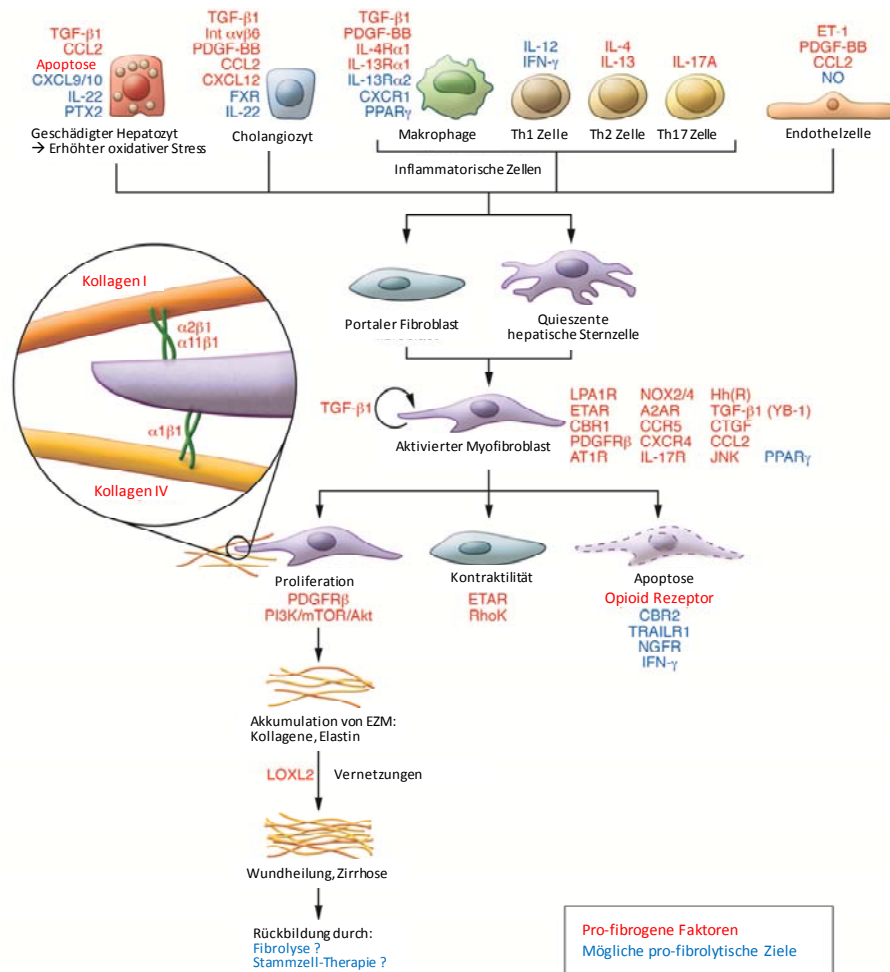 TGF-β1
CCL2
Apoptose
CXCL9/10
IL-22
PTX2
Geschädigter Hepatozyt
→ Erhöhter oxidativer Stress
TGF-β1
Int αvβ6
PDGF-BB
CCL2
CXCL12
FXR
IL-22
Cholangiozyt
TGF-β1
PDGF-BB
IL-4Rα1
IL-13Rα1
IL-13Rα2
CXCR1
PPARγ
Makrophage
IL-12
IFN-γ
Th1 Zelle
IL-4
IL-13
Th2 Zelle
IL-17A
Th17 Zelle
ET-1
PDGF-BB
CCL2
NO
Endothelzelle
Inflammatorische Zellen
Portaler Fibroblast
Quieszente
hepatische Sternzelle
Kollagen I
α2β1
α11β1
α1β1
Kollagen IV
TGF-β1
Aktivierter Myofibroblast
LPA1R NOX2/4 Hh(R)
ETAR A2AR TGF-β1 (YB-1)
CBR1 CCR5 CTGF
PDGFRβ CXCR4 CCL2
AT1R IL-17R JNK PPARγ
Proliferation
PDGFRβ
PI3K/mTOR/Akt
Kontraktilität
ETAR
RhoK
Apoptose
Opioid Rezeptor
CBR2
TRAILR1
NGFR
IFN-γ
Akkumulation von EZM:
Kollagene, Elastin
LOXL2 Vernetzungen
Wundheilung, Zirrhose
Rückbildung durch:
Fibrolyse ?
Stammzell-Therapie ?
Pro-fibrogene Faktoren
Mögliche pro-fibrolytische Ziele